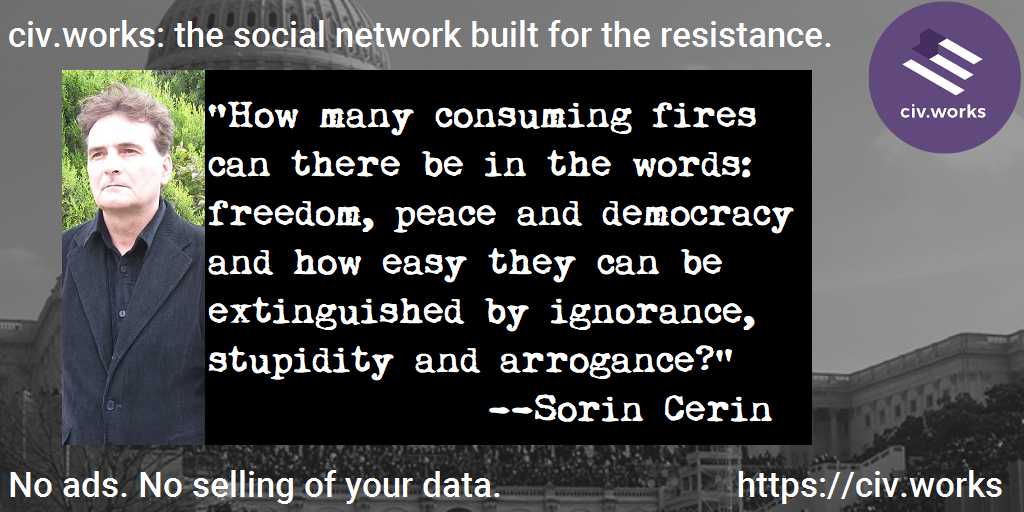 civ.works: the social network built for the resistance.
civ.works
"How many consuming fires
can there be in the words:
freedom, peace and democracy
and how easy they can be
extinguished by ignorance,
stupidity and arrogance?"
--Sorin Cerin
No ads. No selling of your data.
https://civ.works